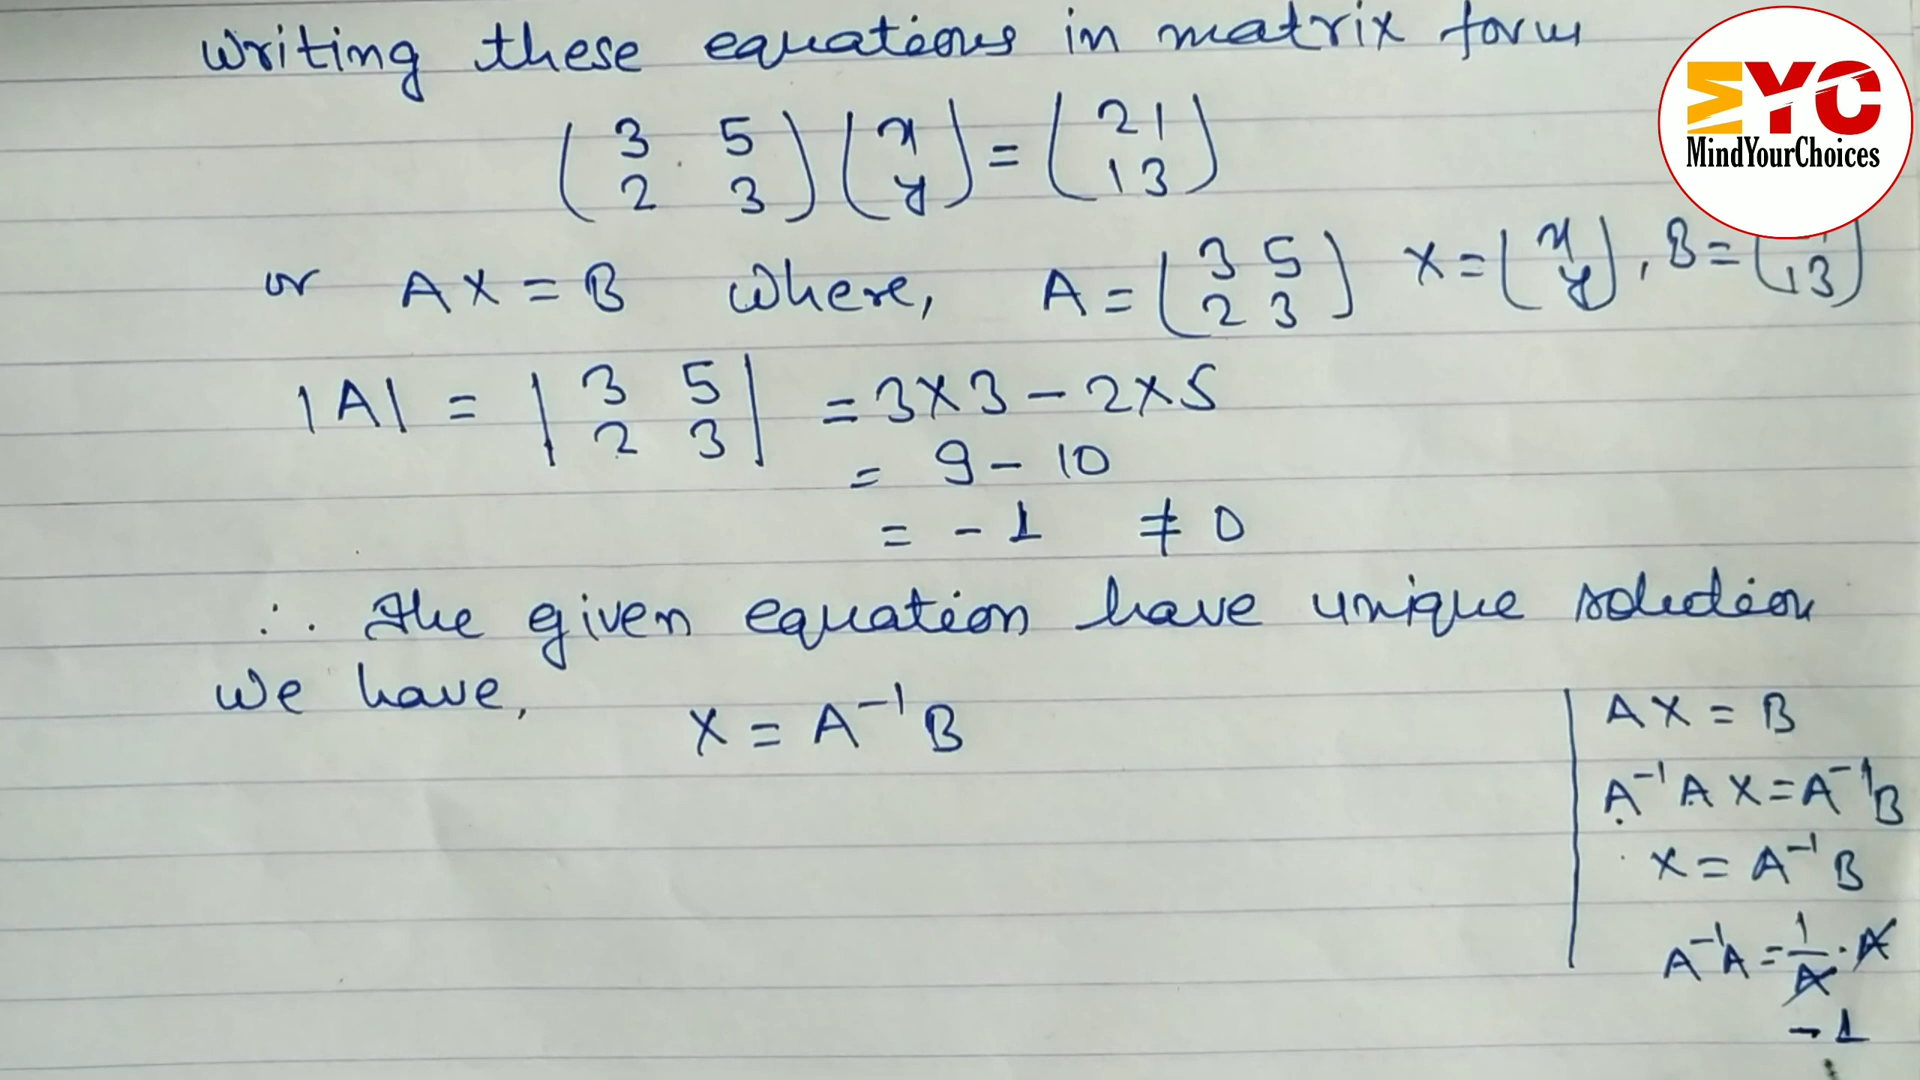 writing these equations in matrix form
(3 5
2 3) (x
y) = (21
13)
or AX = B where, A = (3 5
2 3) X = (x
y), B = (
13)
|A| = |3 5
2 3| = 3×3 - 2×5
= 9 - 10
= - 1 ≠ 0
∴ the given equation have unique solution
we have,
X = A⁻¹B
AX = B
A⁻¹AX = A⁻¹B
X = A⁻¹B
A⁻¹A = 1/A · A
→ 1
MYC
MindYourChoices